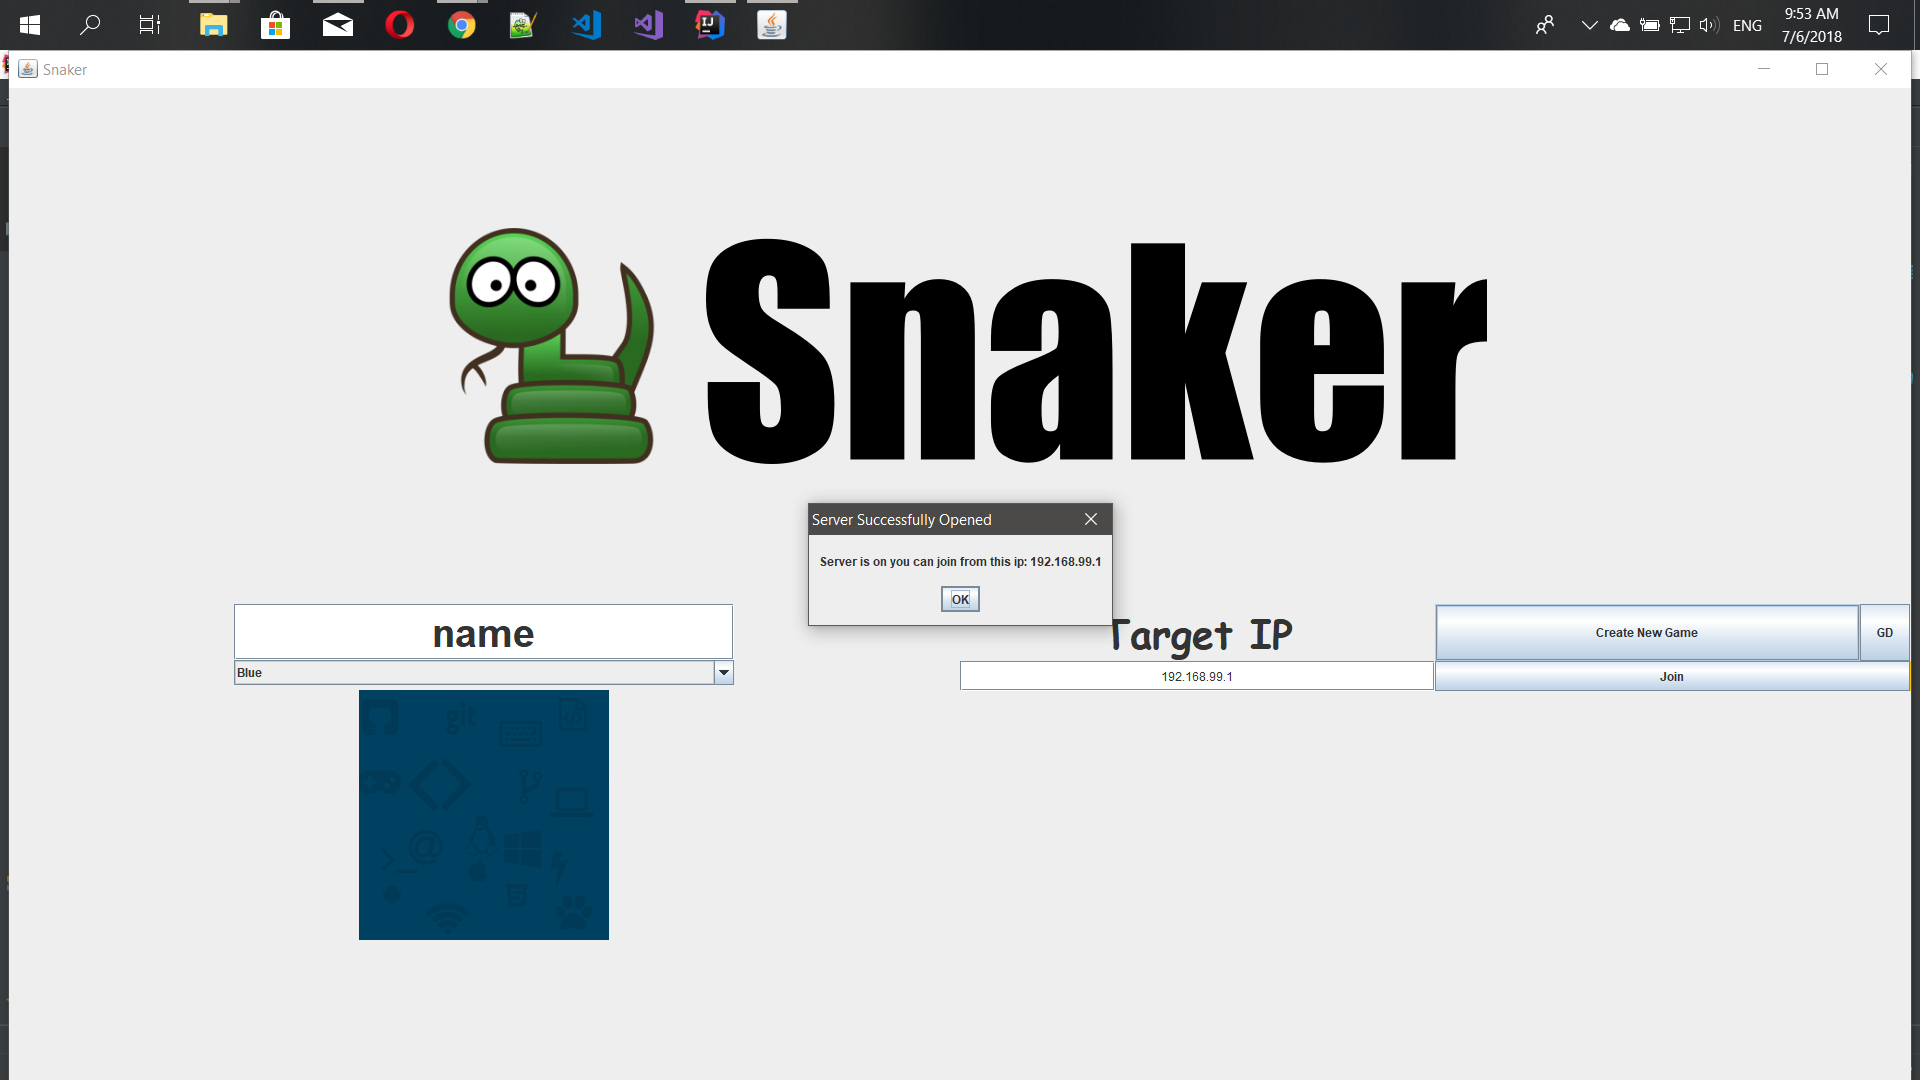 ENG
9:53 AM
7/6/2018
Snaker
Snaker
Server Successfully Opened
Server is on you can join from this ip: 192.168.99.1
OK
name
Blue
Target IP
192.168.99.1
Create New Game
GD
Join
git